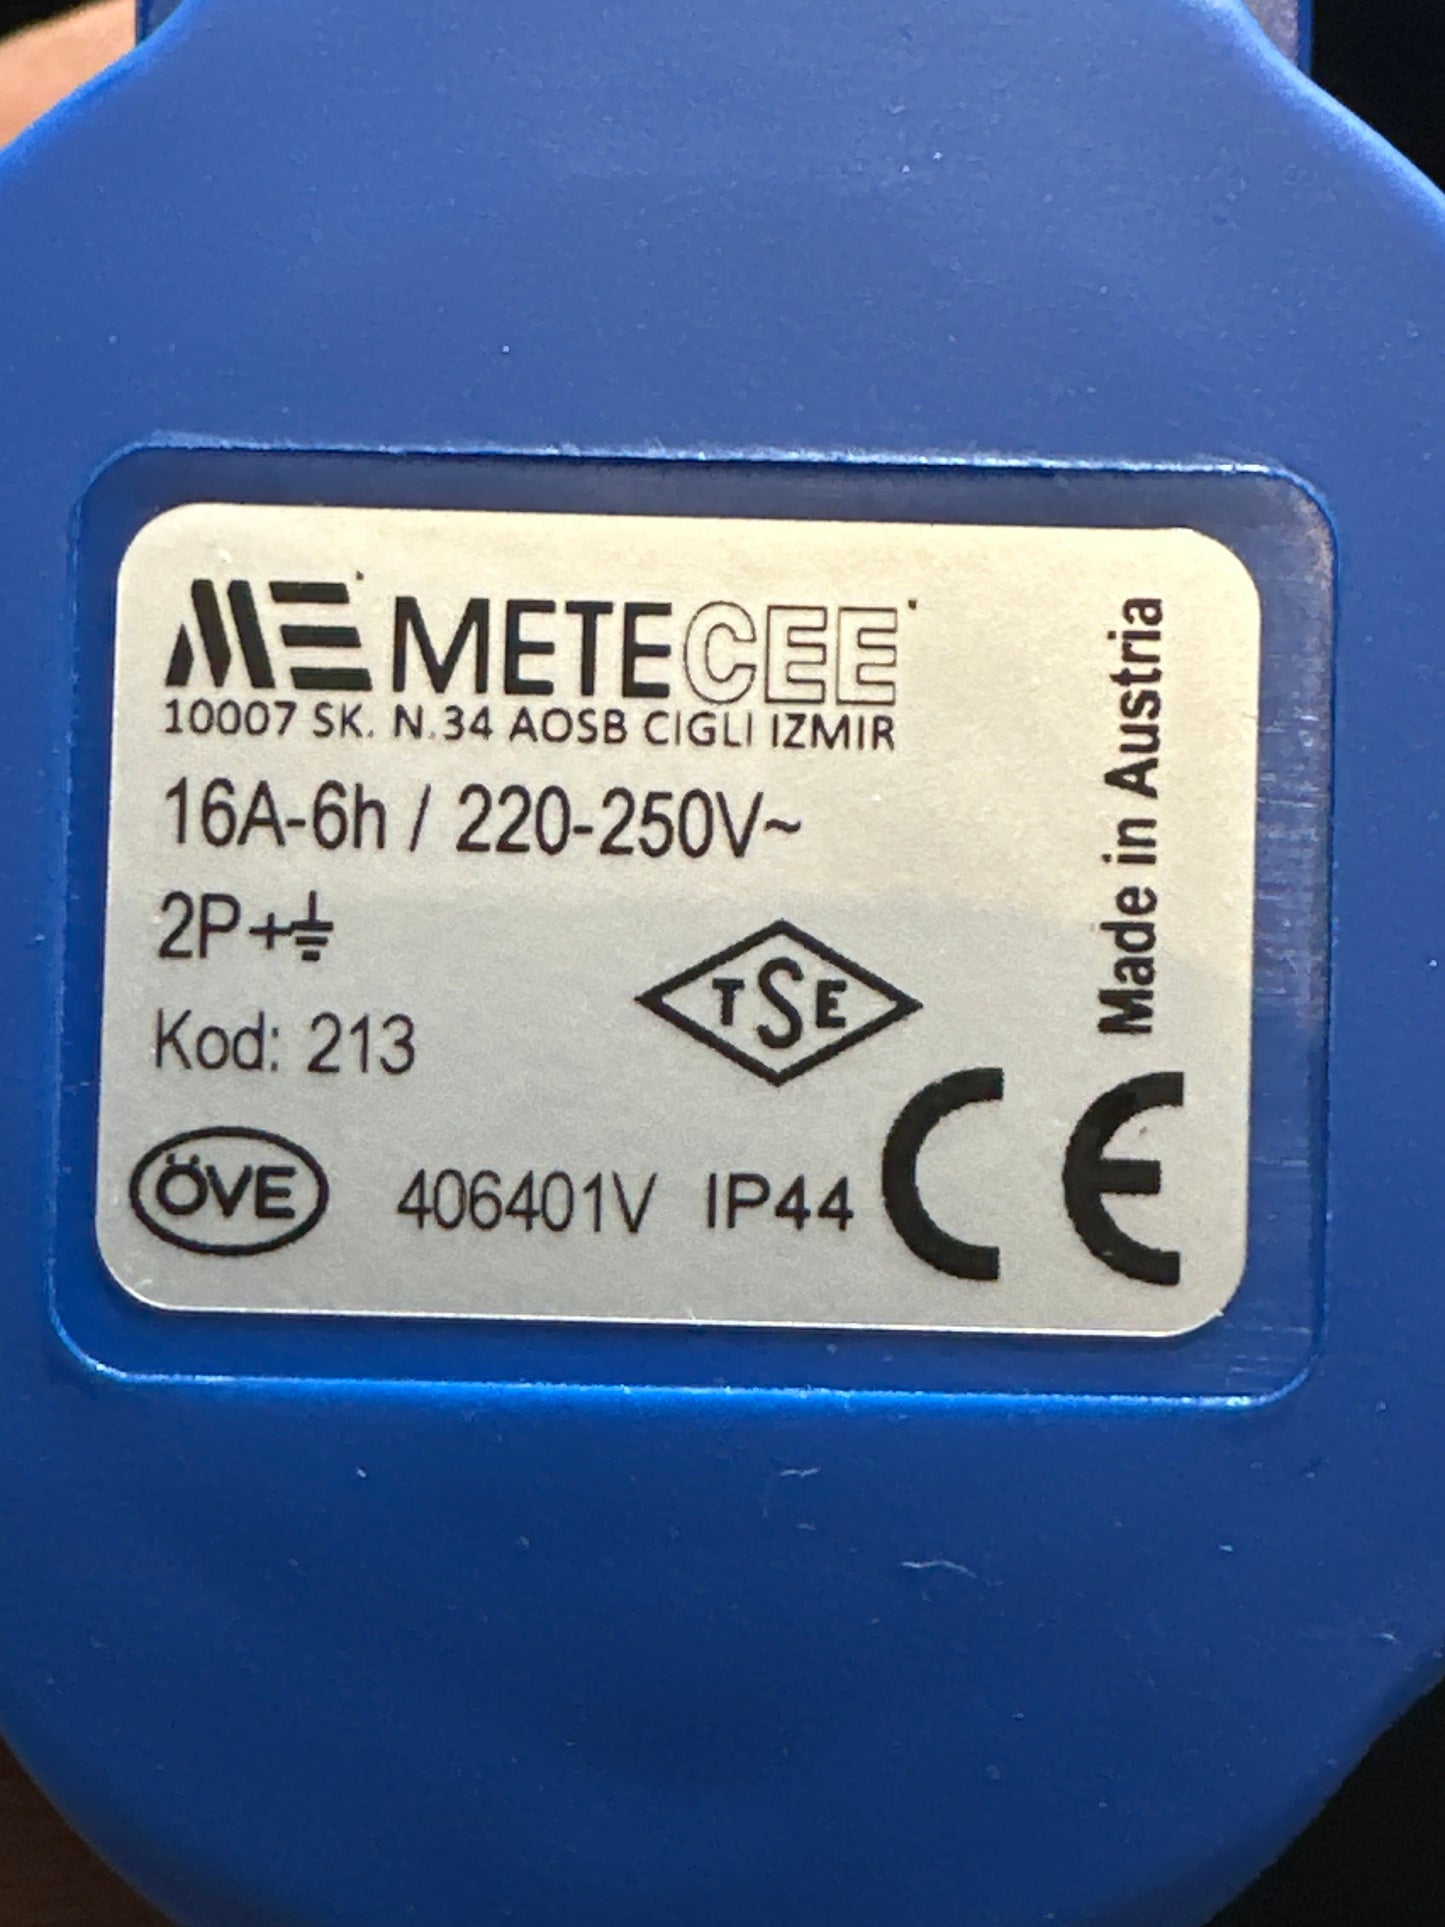 ME METECEE
10007 SK. N.34 AOSB CIGLI IZMIR
16A-6h / 220-250V~
2P+⏚
Kod: 213
TSE
ÖVE 406401V IP44 CE
Made in Austria